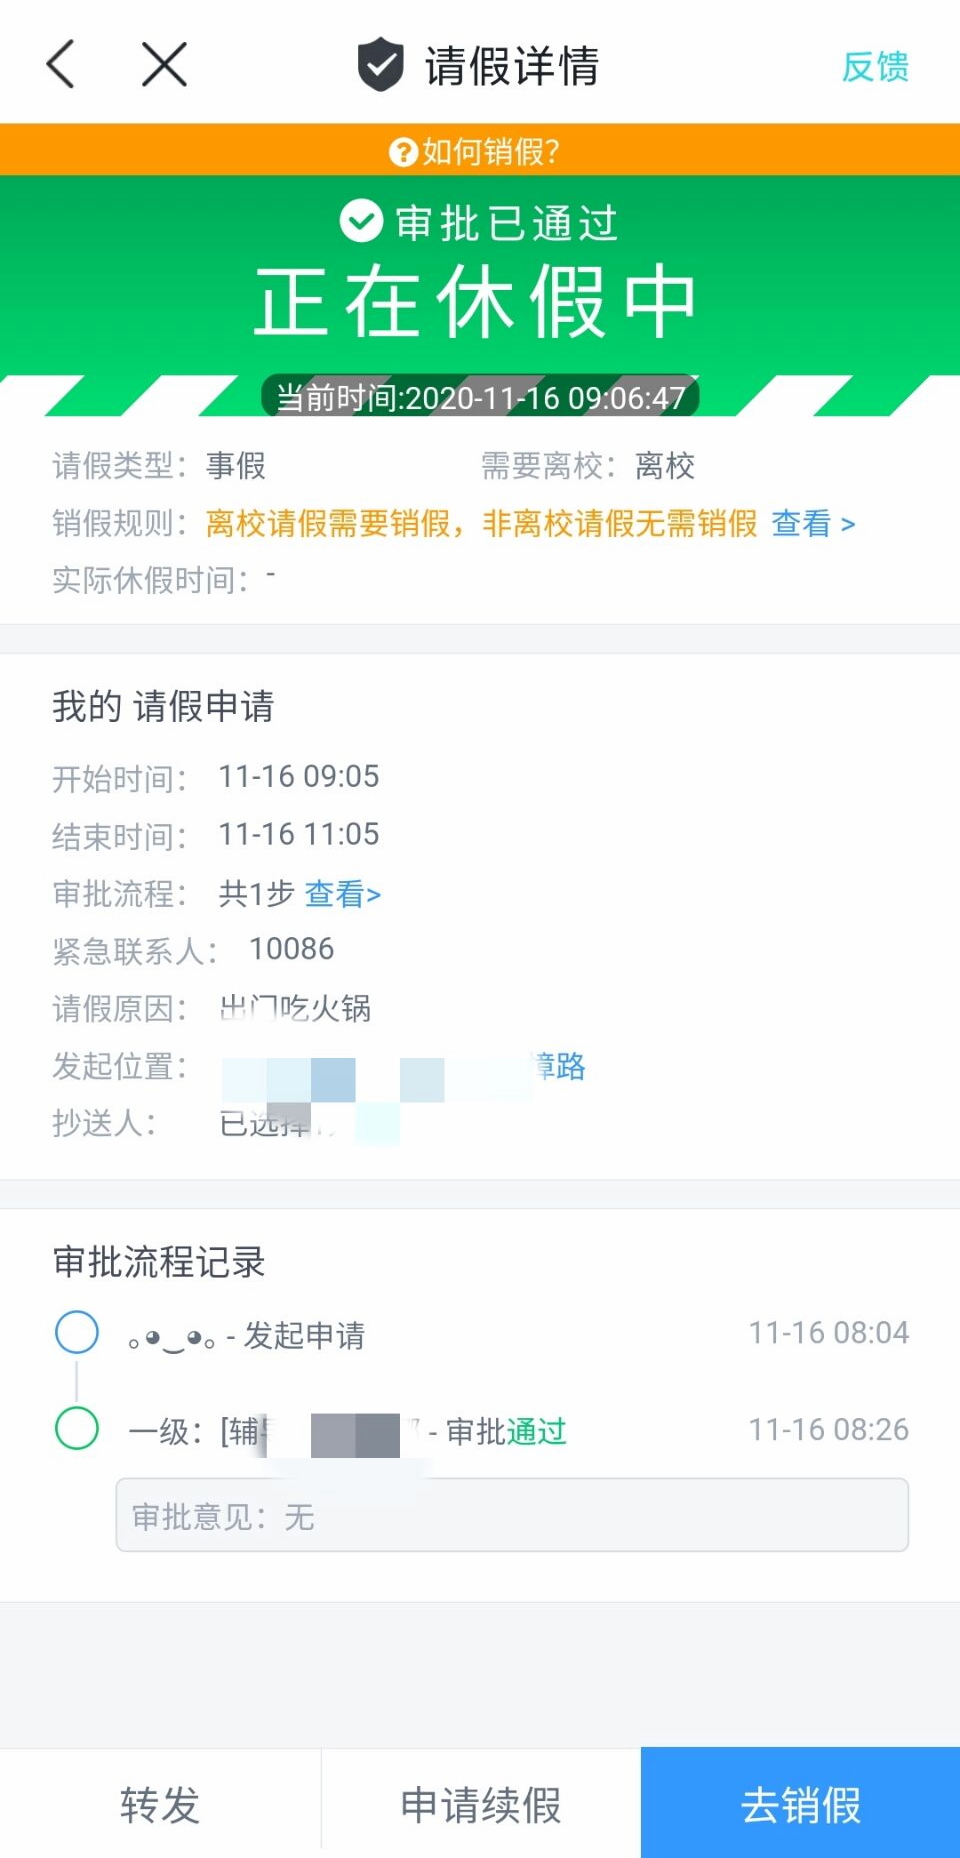 请假详情
反馈
如何销假?
审批已通过
正在休假中
当前时间:2020-11-16 09:06:47
请假类型： 事假 需要离校： 离校
销假规则： 离校请假需要销假，非离校请假无需销假 查看 >
实际休假时间： -
我的 请假申请
开始时间： 11-16 09:05
结束时间： 11-16 11:05
审批流程： 共1步 查看>
紧急联系人： 10086
请假原因： 出门吃火锅
发起位置： 路
抄送人： 已选择
审批流程记录
｡◕‿◕｡ - 发起申请 11-16 08:04
一级：[辅 - 审批通过 11-16 08:26
审批意见：无
转发
申请续假
去销假